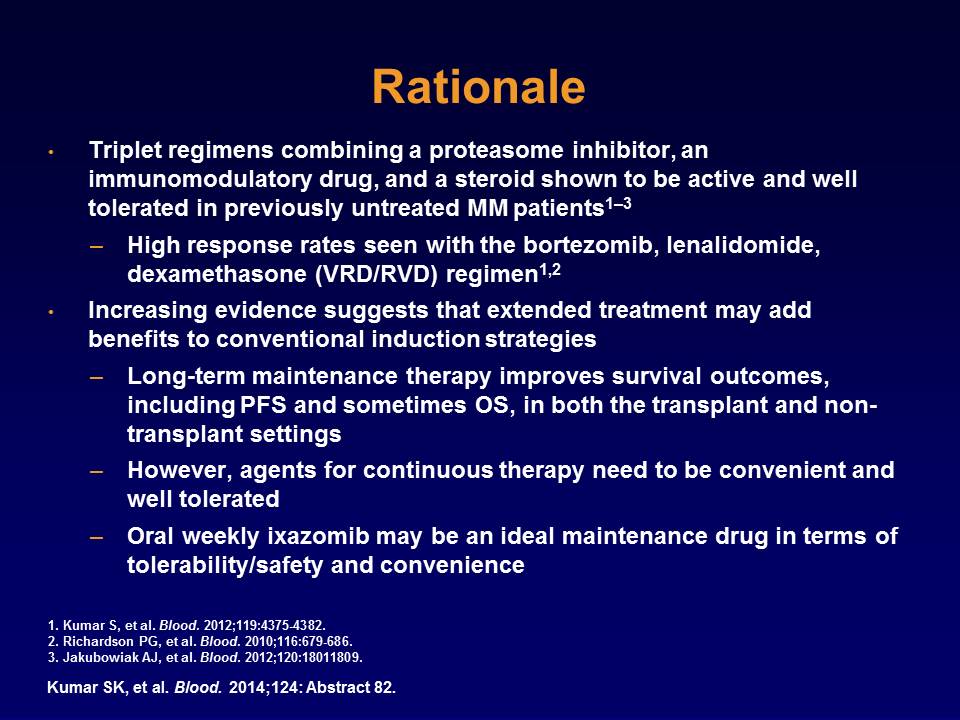 Rationale
• Triplet regimens combining a proteasome inhibitor, an
immunomodulatory drug, and a steroid shown to be active and well
tolerated in previously untreated MM patients1–3
– High response rates seen with the bortezomib, lenalidomide,
dexamethasone (VRD/RVD) regimen1,2
• Increasing evidence suggests that extended treatment may add
benefits to conventional induction strategies
– Long-term maintenance therapy improves survival outcomes,
including PFS and sometimes OS, in both the transplant and non-
transplant settings
– However, agents for continuous therapy need to be convenient and
well tolerated
– Oral weekly ixazomib may be an ideal maintenance drug in terms of
tolerability/safety and convenience
1. Kumar S, et al. Blood. 2012;119:4375-4382.
2. Richardson PG, et al. Blood. 2010;116:679-686.
3. Jakubowiak AJ, et al. Blood. 2012;120:18011809.
Kumar SK, et al. Blood. 2014;124: Abstract 82.